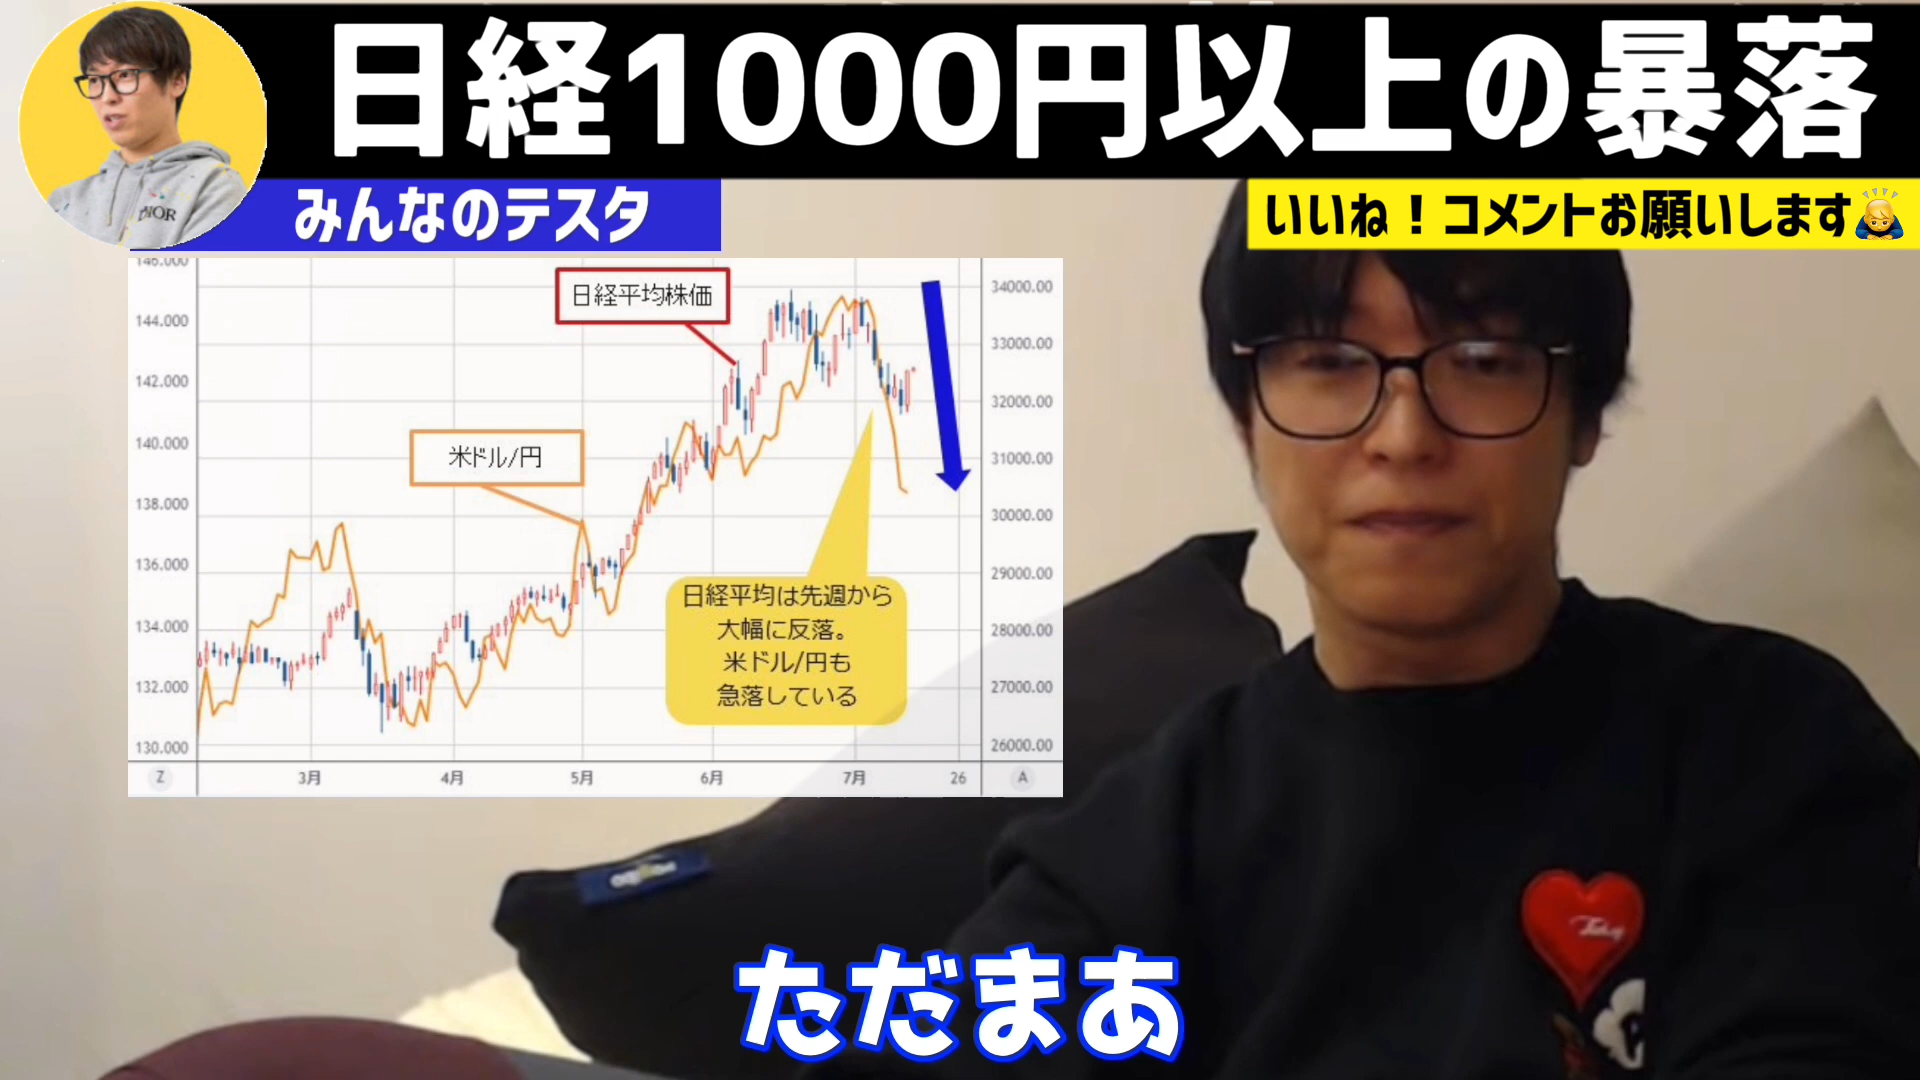 日経1000円以上の暴落
みんなのテスタ
いいね！コメントお願いします🙇
DIOR
146.000
144.000
142.000
140.000
138.000
136.000
134.000
132.000
130.000
日経平均株価
米ドル/円
34000.00
33000.00
32000.00
31000.00
30000.00
29000.00
28000.00
27000.00
26000.00
日経平均は先週から
大幅に反落。
米ドル/円も
急落している
Z
3月
4月
5月
6月
7月
26
A
ただまあ